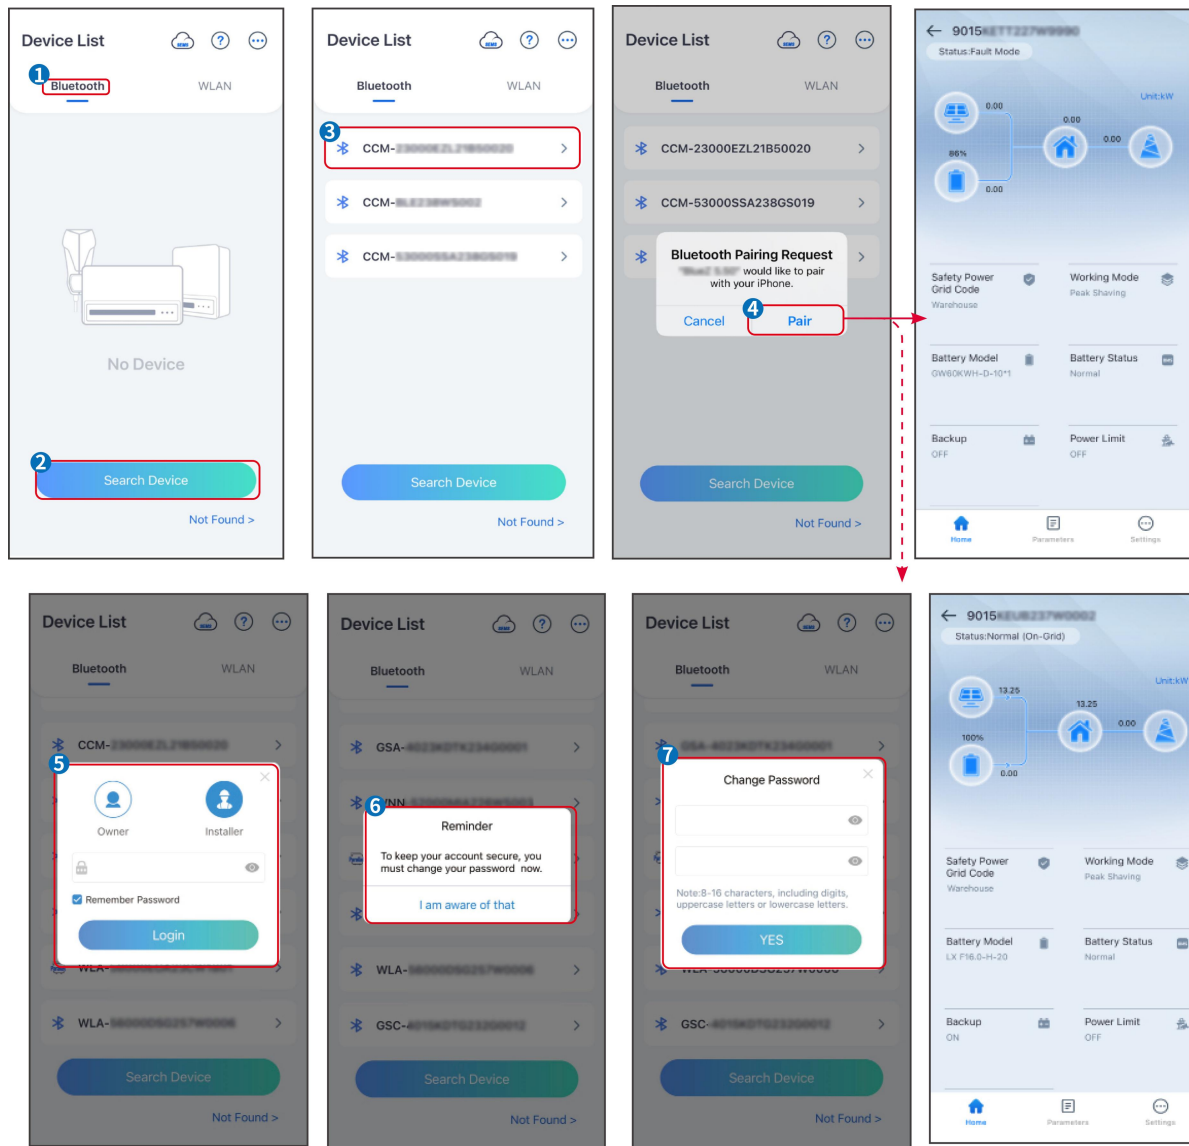 Device List
1
Bluetooth
WLAN
No Device
2
Search Device
Not Found >
Device List
Bluetooth
WLAN
3
CCM-
CCM-
CCM-
Search Device
Not Found >
Device List
Bluetooth
WLAN
CCM-23000EZL21B50020
CCM-53000SSA238GS019
Bluetooth Pairing Request
would like to pair
with your iPhone.
4
Cancel
Pair
Search Device
Not Found >
9015
Status:Fault Mode
Unit:kW
0.00
0.00
0.00
86%
0.00
Safety Power
Grid Code
Warehouse
Working Mode
Peak Shaving
Battery Model
GW60KWH-D-10*1
Battery Status
Normal
Backup
OFF
Power Limit
OFF
Home
Parameters
Settings
Device List
Bluetooth
WLAN
CCM-
5
Owner
Installer
Remember Password
Login
WLA-
WLA-
Search Device
Not Found >
Device List
Bluetooth
WLAN
GSA-
6
Reminder
To keep your account secure, you
must change your password now.
I am aware of that
WLA-
GSC-
Search Device
Not Found >
Device List
Bluetooth
WLAN
7
Change Password
Note:8-16 characters, including digits,
uppercase letters or lowercase letters.
YES
GSC-
Search Device
Not Found >
9015
Status:Normal (On-Grid)
Unit:kW
13.25
13.25
0.00
100%
0.00
Safety Power
Grid Code
Warehouse
Working Mode
Peak Shaving
Battery Model
LX F16.0-H-20
Battery Status
Normal
Backup
ON
Power Limit
OFF
Home
Parameters
Settings